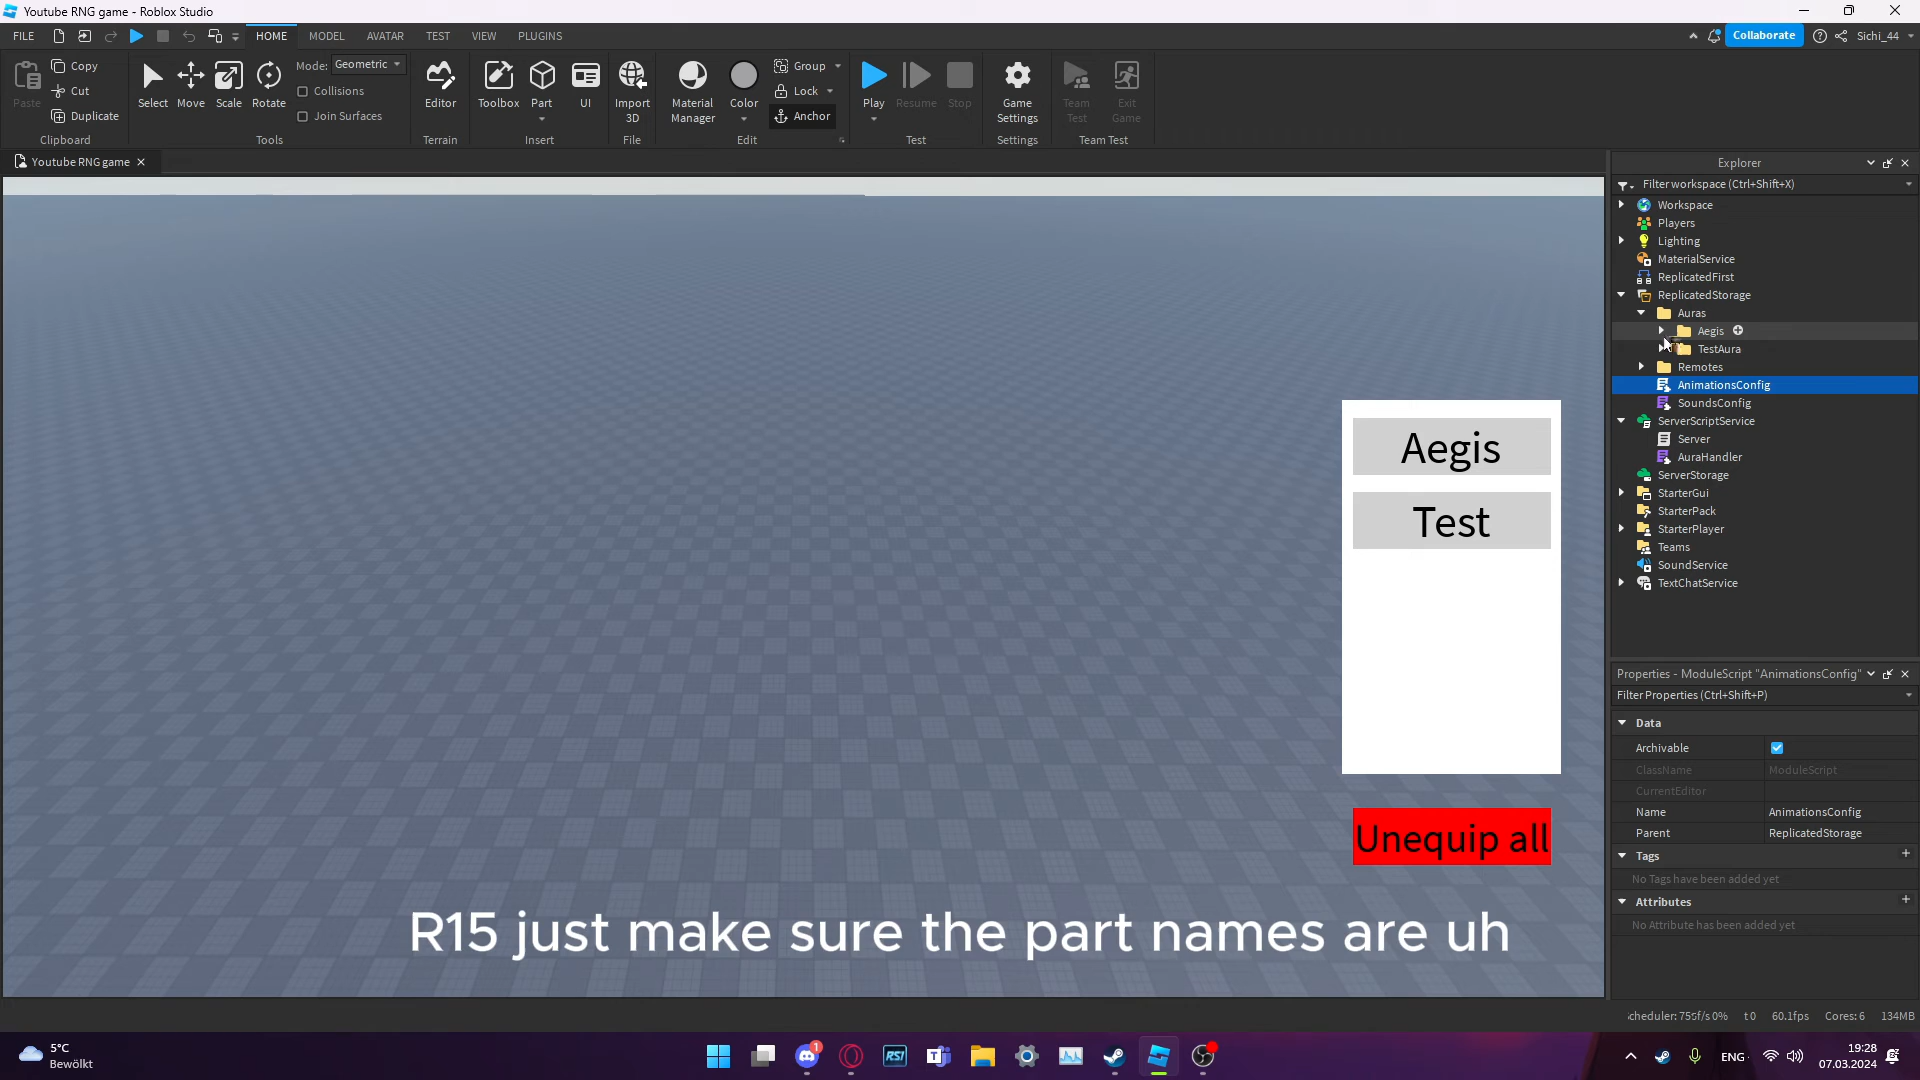 Youtube RNG game - Roblox Studio
FILE HOME MODEL AVATAR TEST VIEW PLUGINS Collaborate Sichi_44
Paste Copy Cut Duplicate Clipboard
Select Move Scale Rotate Mode: Geometric Collisions Join Surfaces Tools
Editor Terrain
Toolbox Part UI Insert
Import 3D File
Material Manager Color Group Lock Anchor Edit
Play Resume Stop Test
Game Settings Settings
Team Test Exit Game Team Test
Youtube RNG game
Explorer
Filter workspace (Ctrl+Shift+X)
Workspace
Players
Lighting
MaterialService
ReplicatedFirst
ReplicatedStorage
Auras
Aegis
TestAura
Remotes
AnimationsConfig
SoundsConfig
ServerScriptService
Server
AuraHandler
ServerStorage
StarterGui
StarterPack
StarterPlayer
Teams
SoundService
TextChatService
Aegis
Test
Unequip all
Properties - ModuleScript "AnimationsConfig"
Filter Properties (Ctrl+Shift+P)
Data
Archivable
ClassName ModuleScript
CurrentEditor
Name AnimationsConfig
Parent ReplicatedStorage
Tags
No Tags have been added yet
Attributes
No Attribute has been added yet
R15 just make sure the part names are uh
60.1fps Cores: 6 134MB
5°C
Bewölkt
1
RSI
ENG
19:28
07.03.2024